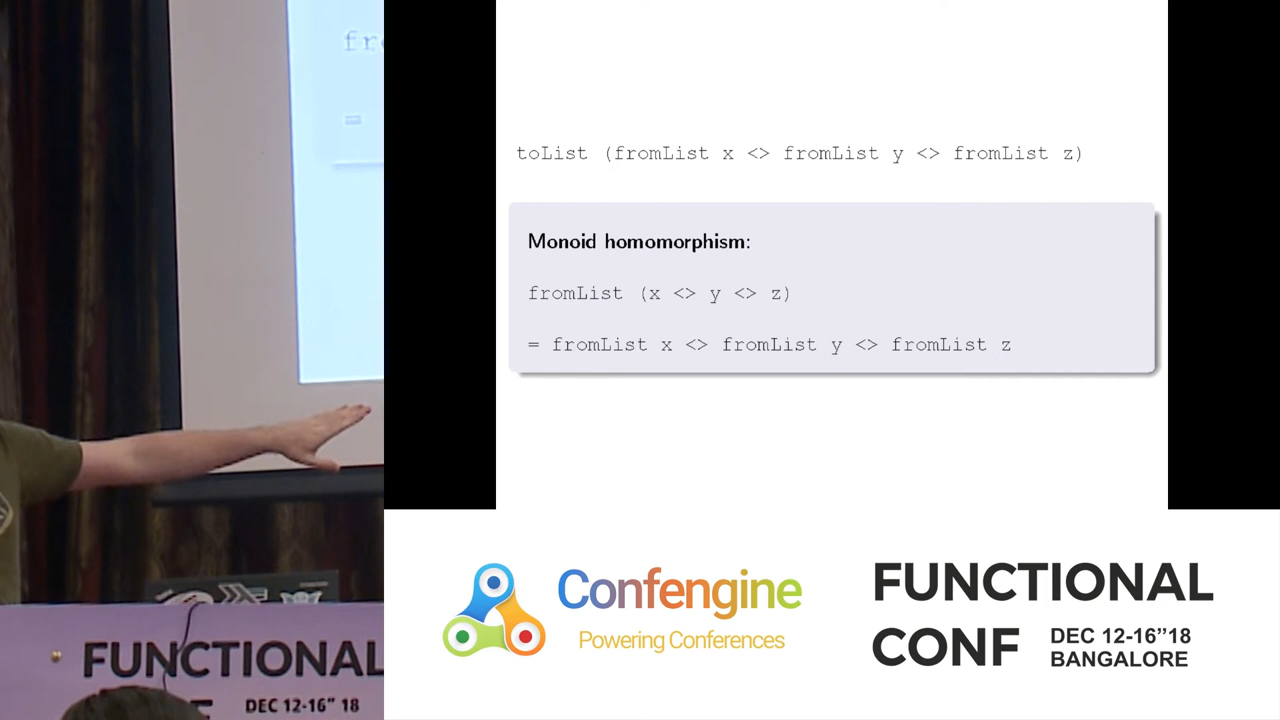 fr
=
toList (fromList x <> fromList y <> fromList z)
Monoid homomorphism:
fromList (x <> y <> z)
= fromList x <> fromList y <> fromList z
Confengine
Powering Conferences
FUNCTIONAL
CONF
DEC 12-16"18
BANGALORE
FUNCTIONAL
DEC 12-16" 18